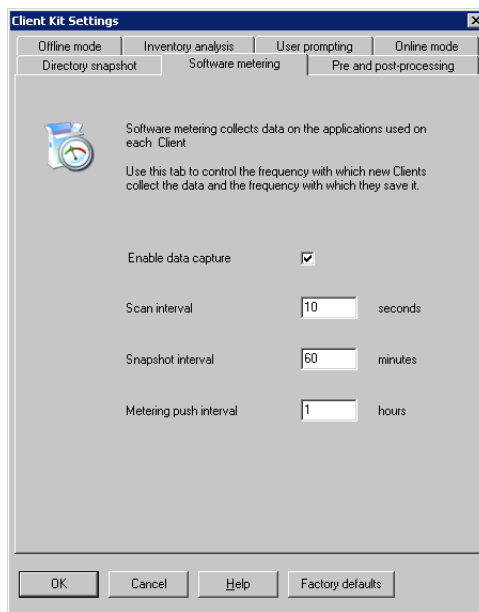 Client Kit Settings
Offline mode
Inventory analysis
User prompting
Online mode
Directory snapshot
Software metering
Pre and post-processing
Software metering collects data on the applications used on
each Client
Use this tab to control the frequency with which new Clients
collect the data and the frequency with which they save it.
Enable data capture
Scan interval 10 seconds
Snapshot interval 60 minutes
Metering push interval 1 hours
OK
Cancel
Help
Factory defaults